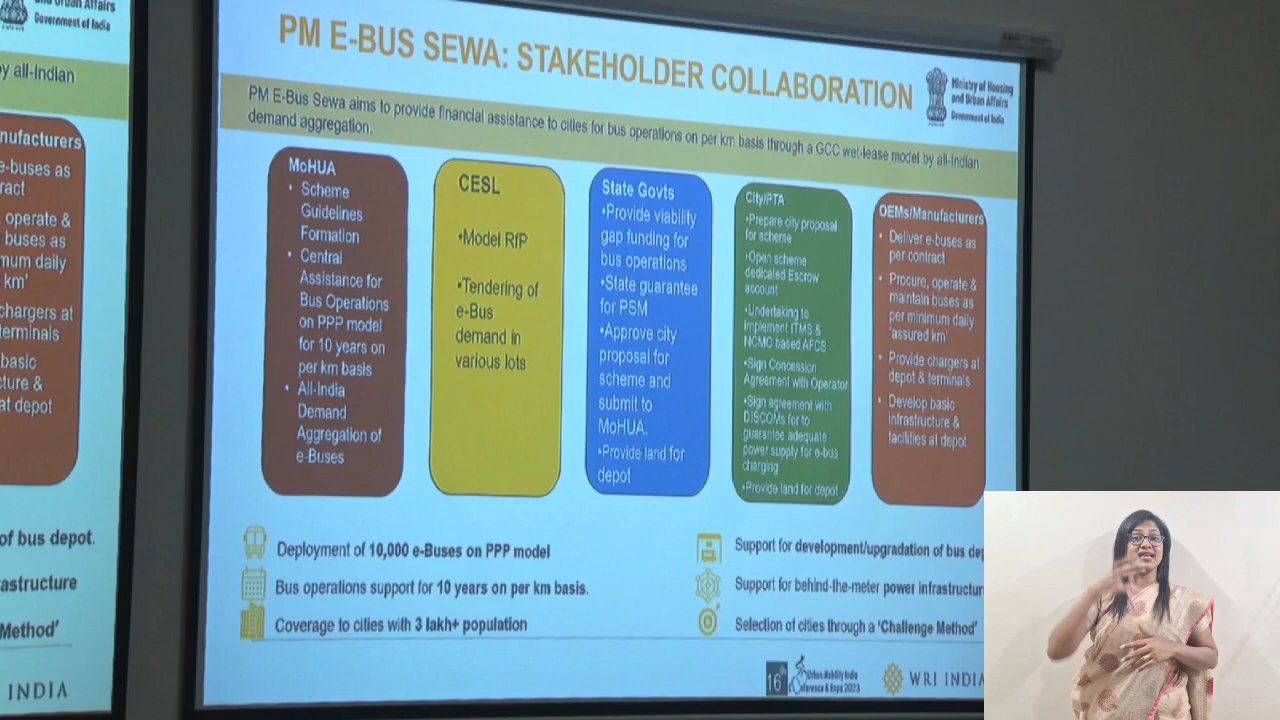 and Urban Affairs
Government of India
y all-Indian
nufacturers
e-buses as
ract
, operate &
buses as
mum daily
km'
chargers at
terminals
basic
cture &
at depot
of bus depot.
astructure
Method'
INDIA
PM E-BUS SEWA: STAKEHOLDER COLLABORATION
Ministry of Housing
and Urban Affairs
Government of India
PM E-Bus Sewa aims to provide financial assistance to cities for bus operations on per km basis through a GCC wet-lease model by all-Indian
demand aggregation.
MoHUA
• Scheme
Guidelines
Formation
• Central
Assistance for
Bus Operations
on PPP model
for 10 years on
per km basis
• All-India
Demand
Aggregation of
e-Buses
CESL
•Model RfP
•Tendering of
e-Bus
demand in
various lots
State Govts
•Provide viability
gap funding for
bus operations
•State guarantee
for PSM
•Approve city
proposal for
scheme and
submit to
MoHUA.
•Provide land for
depot
City/PTA
•Prepare city proposal
for scheme
•Open scheme
dedicated Escrow
account
•Undertaking to
implement ITMS &
NCMC based AFCS
•Sign Concession
Agreement with Operator
•Sign agreement with
DISCOMs for to
guarantee adequate
power supply for e-bus
charging
•Provide land for depot
OEMs/Manufacturers
• Deliver e-buses as
per contract
• Procure, operate &
maintain buses as
per minimum daily
'assured km'
• Provide chargers at
depot & terminals
• Develop basic
infrastructure &
facilities at depot
Deployment of 10,000 e-Buses on PPP model
Bus operations support for 10 years on per km basis.
Coverage to cities with 3 lakh+ population
Support for development/upgradation of bus dep
Support for behind-the-meter power infrastructur
Selection of cities through a 'Challenge Method'
16
Urban Mobility India
Conference & Expo 2023
WRI INDIA